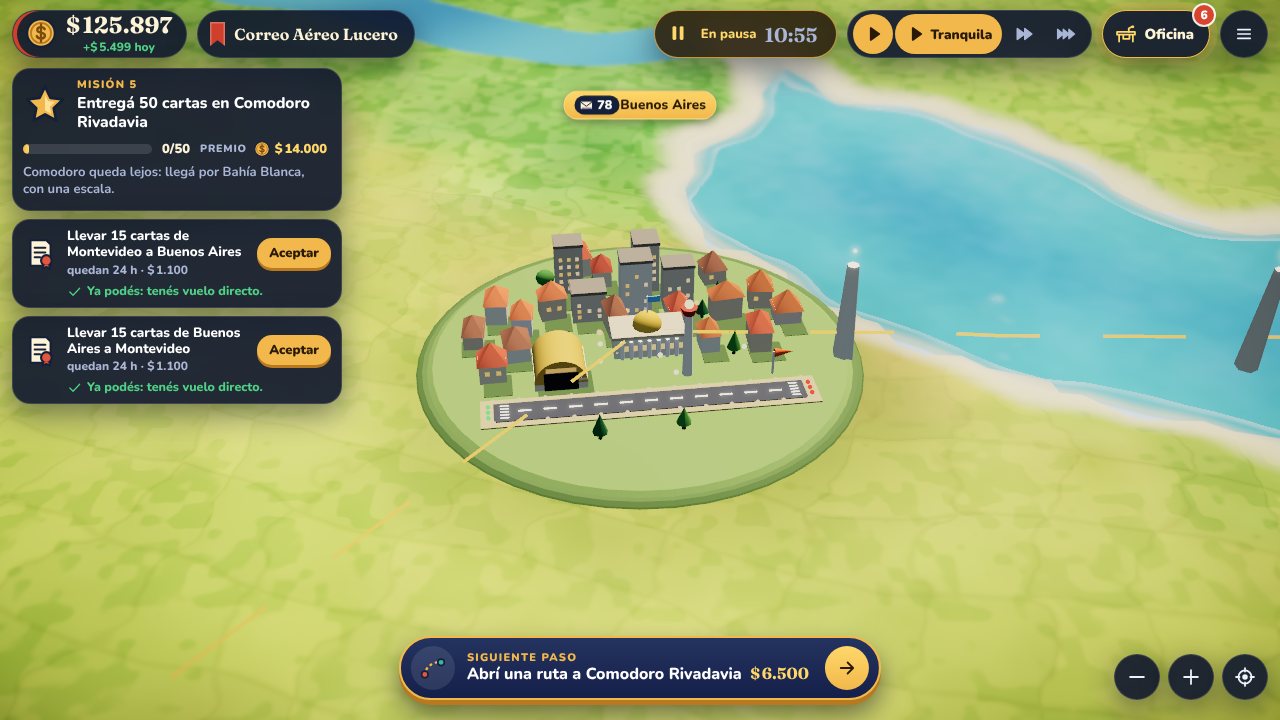 $125.897
+$5.499 hoy
Correo Aéreo Lucero
En pausa 10:55
Tranquila
Oficina
6
MISIÓN 5
Entregá 50 cartas en Comodoro
Rivadavia
0/50 PREMIO $14.000
Comodoro queda lejos: llegá por Bahía Blanca,
con una escala.
78 Buenos Aires
Llevar 15 cartas de
Montevideo a Buenos Aires
quedan 24 h · $1.100
Ya podés: tenés vuelo directo.
Aceptar
Llevar 15 cartas de Buenos
Aires a Montevideo
quedan 24 h · $1.100
Ya podés: tenés vuelo directo.
Aceptar
SIGUIENTE PASO
Abrí una ruta a Comodoro Rivadavia $6.500